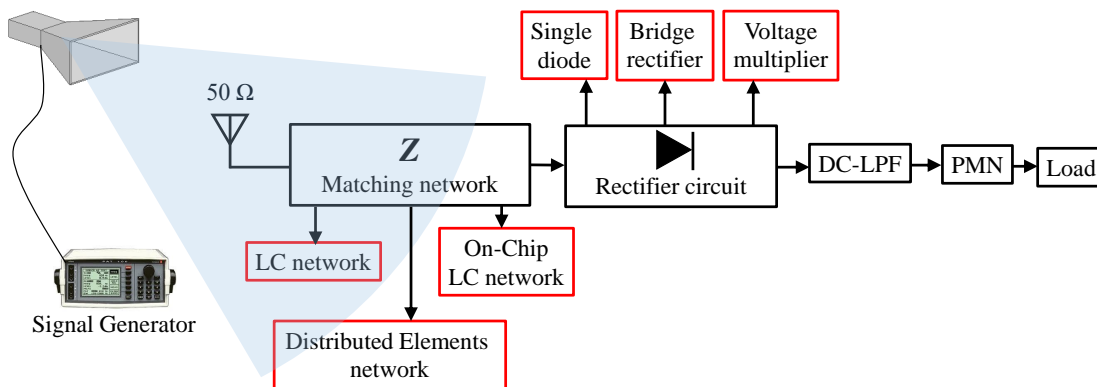 Single
diode
Bridge
rectifier
Voltage
multiplier
50 Ω
Z
Matching network
Rectifier circuit
DC-LPF
PMN
Load
LC network
On-Chip
LC network
Signal Generator
Distributed Elements
network